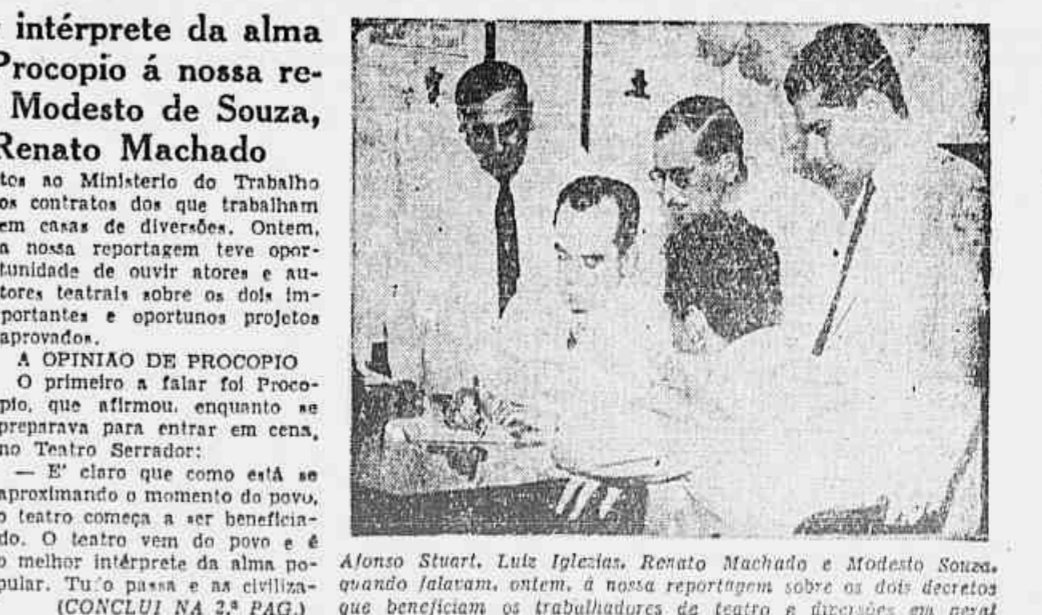 intérprete da alma
Procopio á nossa re-
Modesto de Souza,
Renato Machado
tos ao Ministerio do Trabalho
os contratos dos que trabalham
em casas de diversões. Ontem,
a nossa reportagem teve opor-
tunidade de ouvir atores e au-
tores teatrais sobre os dois im-
portantes e oportunos projetos
aprovados.
A OPINIAO DE PROCOPIO
O primeiro a falar foi Proco-
pio, que afirmou, enquanto se
preparava para entrar em cena,
no Teatro Serrador:
— E' claro que como está se
aproximando o momento do povo,
o teatro começa a ser beneficia-
do. O teatro vem do povo e é
o melhor intérprete da alma po-
pular. Tudo passa e as civiliza-
(CONCLUI NA 2.ª PAG.)
Afonso Stuart, Luiz Iglezias, Renato Machado e Modesto Souza,
quando falavam, ontem, á nossa reportagem sobre os dois decretos
que beneficiam os trabalhadores de teatro e diversões em